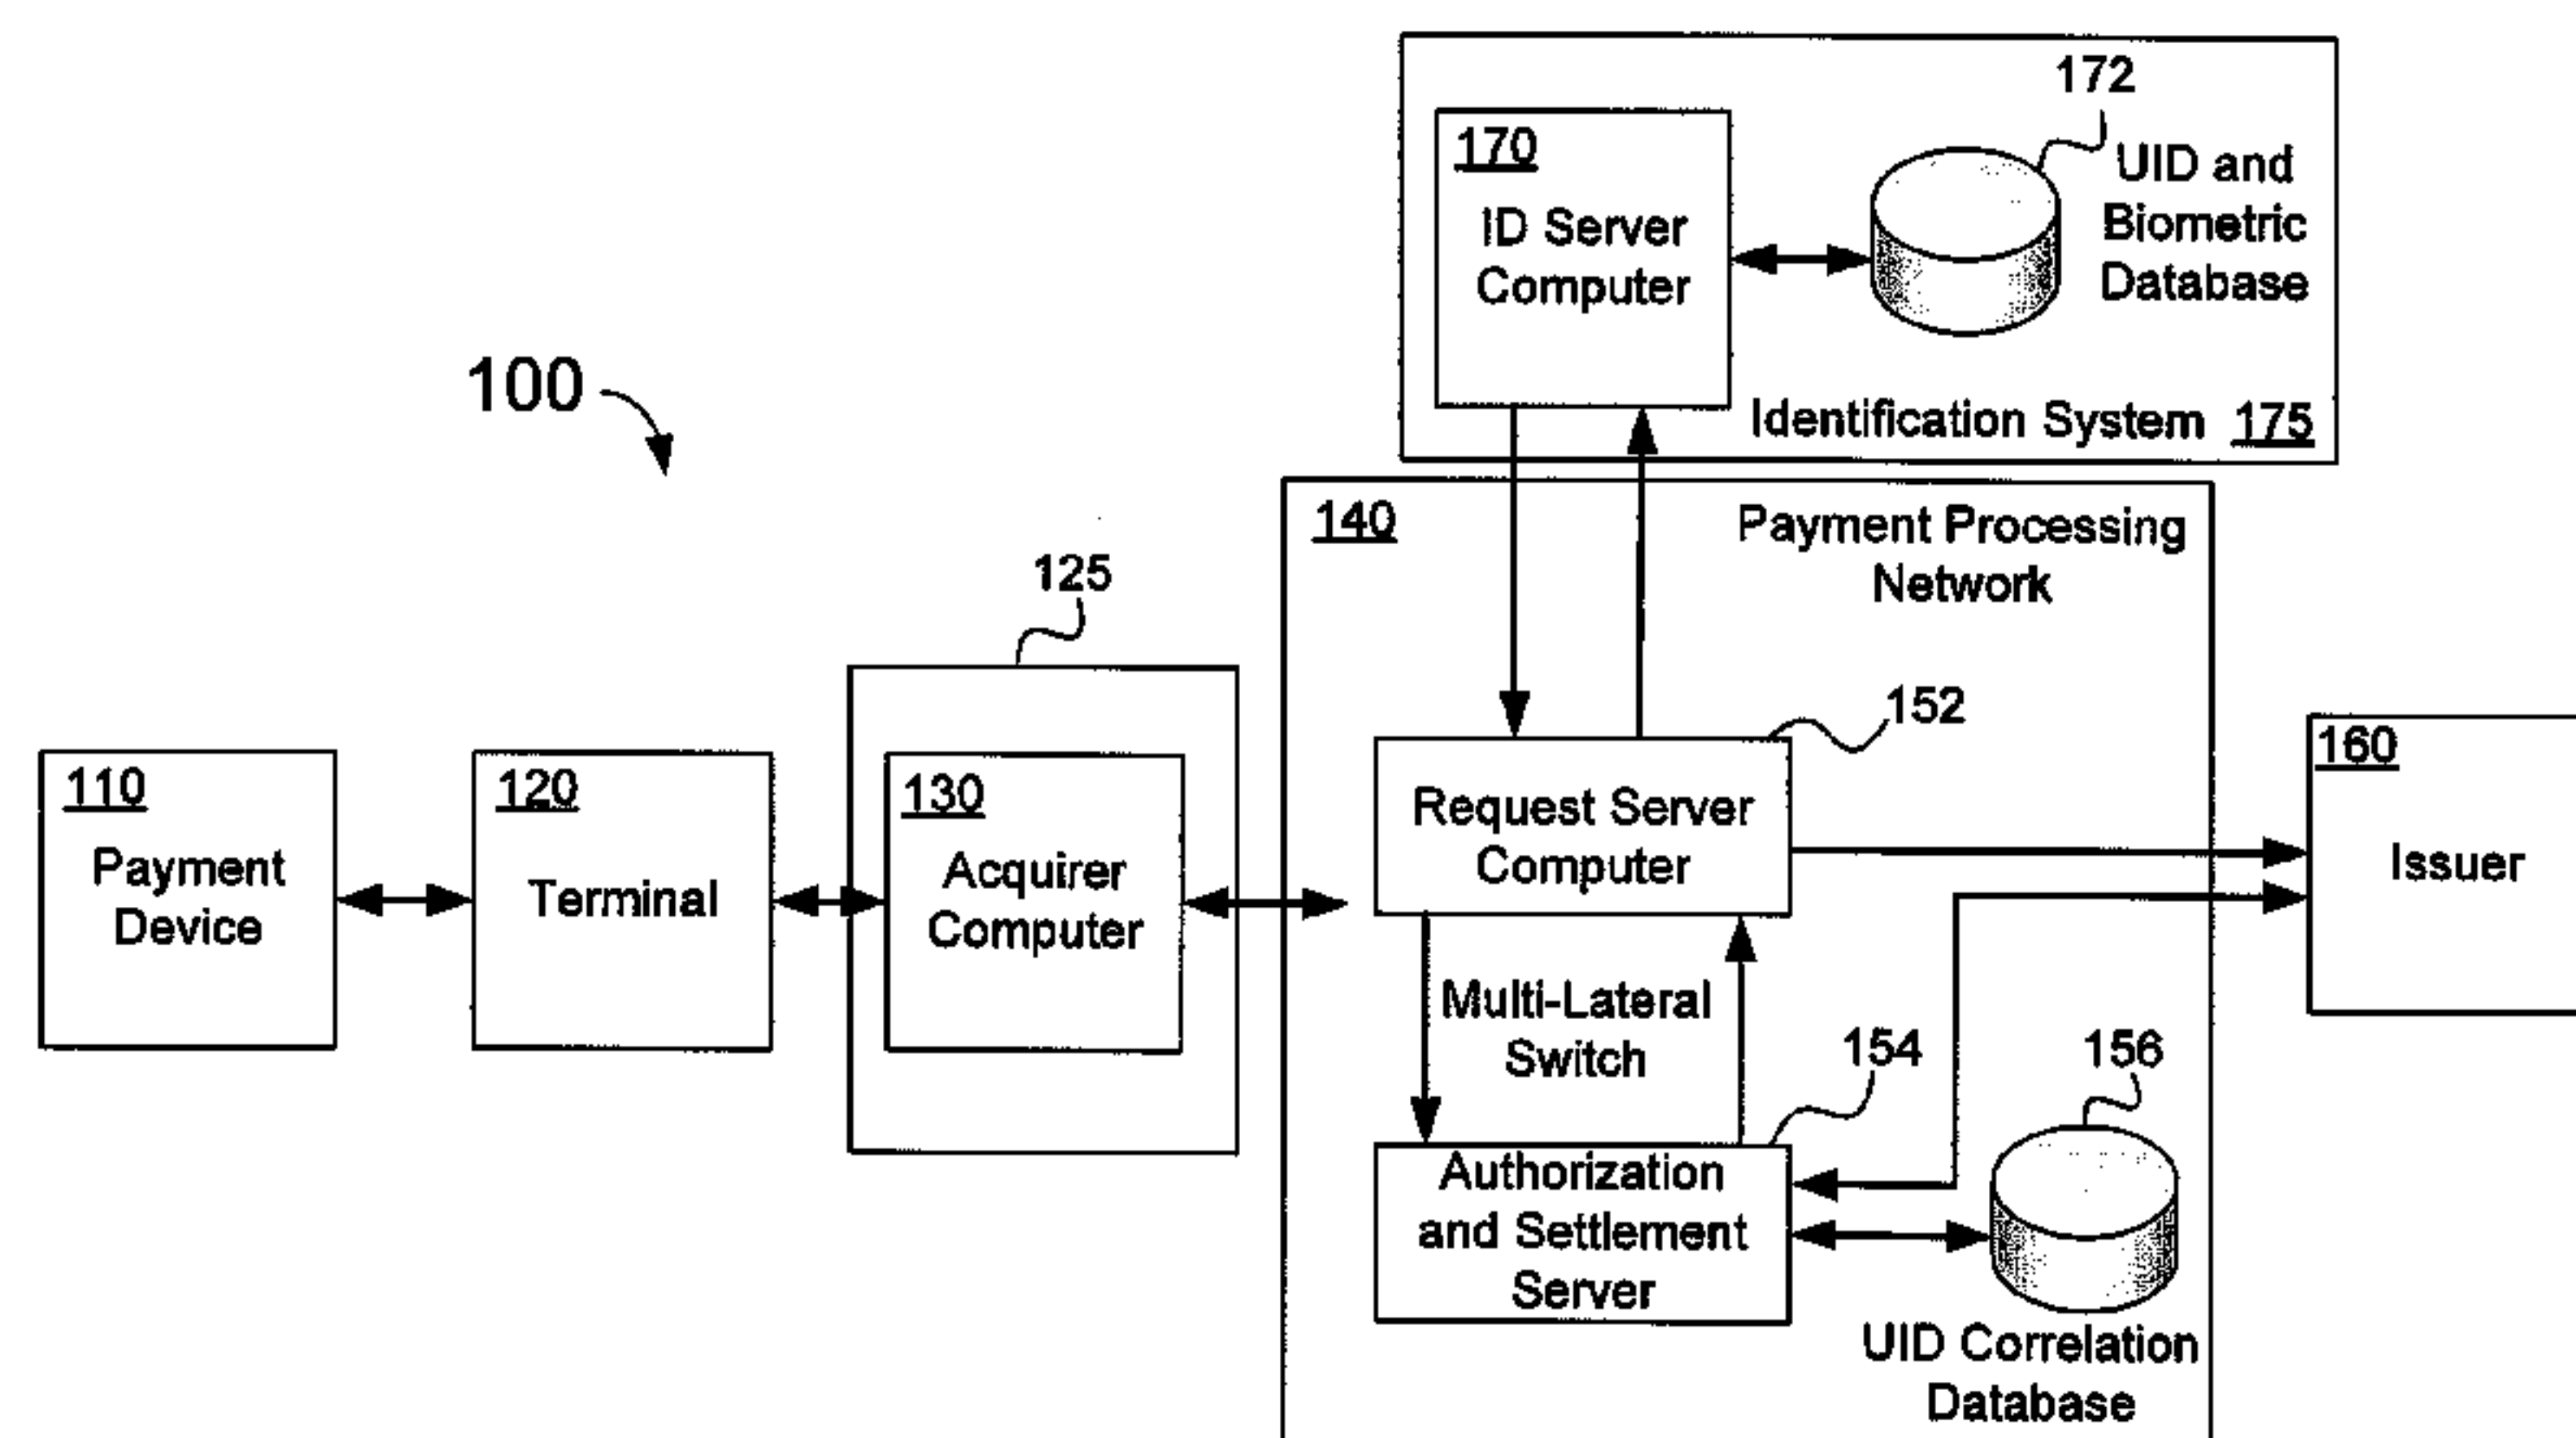 172
170
UID and
Biometric
Database
ID Server
Computer
100
Identification System 175
140
Payment Processing
Network
125
152
160
110
120
130
Request Server
Computer
Payment
Device
Terminal
Acquirer
Computer
Issuer
Multi-Lateral
Switch
154
156
Authorization
and Settlement
Server
UID Correlation
Database